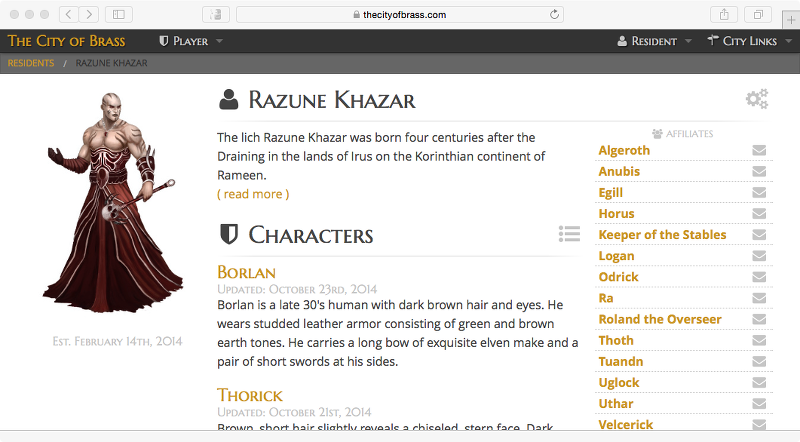 thecityofbrass.com
The City of Brass
Player
Resident
City Links
RESIDENTS / RAZUNE KHAZAR
Razune Khazar
The lich Razune Khazar was born four centuries after the
Draining in the lands of Irus on the Korinthian continent of
Rameen.
( read more )
Est. February 14th, 2014
Characters
Borlan
Updated: October 23rd, 2014
Borlan is a late 30's human with dark brown hair and eyes. He
wears studded leather armor consisting of green and brown
earth tones. He carries a long bow of exquisite elven make and a
pair of short swords at his sides.
Thorick
Updated: October 21st, 2014
Brown, short hair slightly reveals a chiseled, stern face. Dark
Affiliates
Algeroth
Anubis
Egill
Horus
Keeper of the Stables
Logan
Odrick
Ra
Roland the Overseer
Thoth
Tuandn
Uglock
Uthar
Velcerick